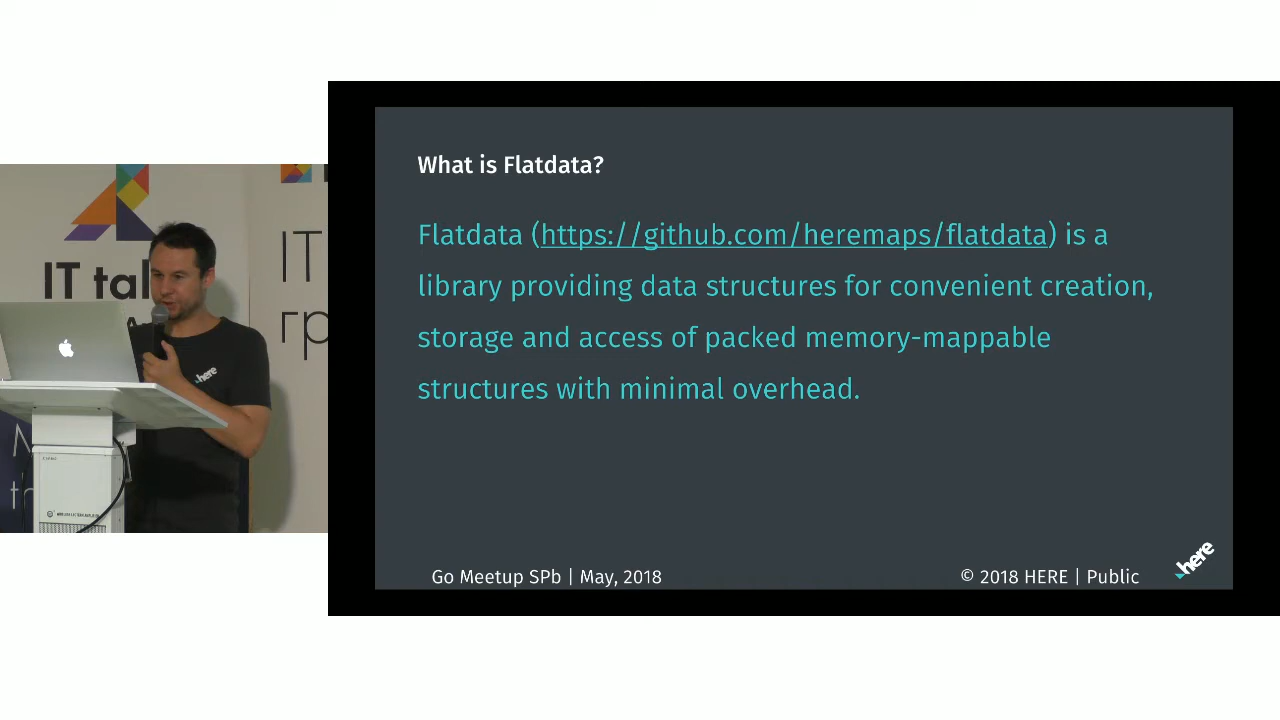 What is Flatdata?
Flatdata (https://github.com/heremaps/flatdata) is a
library providing data structures for convenient creation,
storage and access of packed memory-mappable
structures with minimal overhead.
Go Meetup SPb | May, 2018
© 2018 HERE | Public
here
IT
IT
гр
here